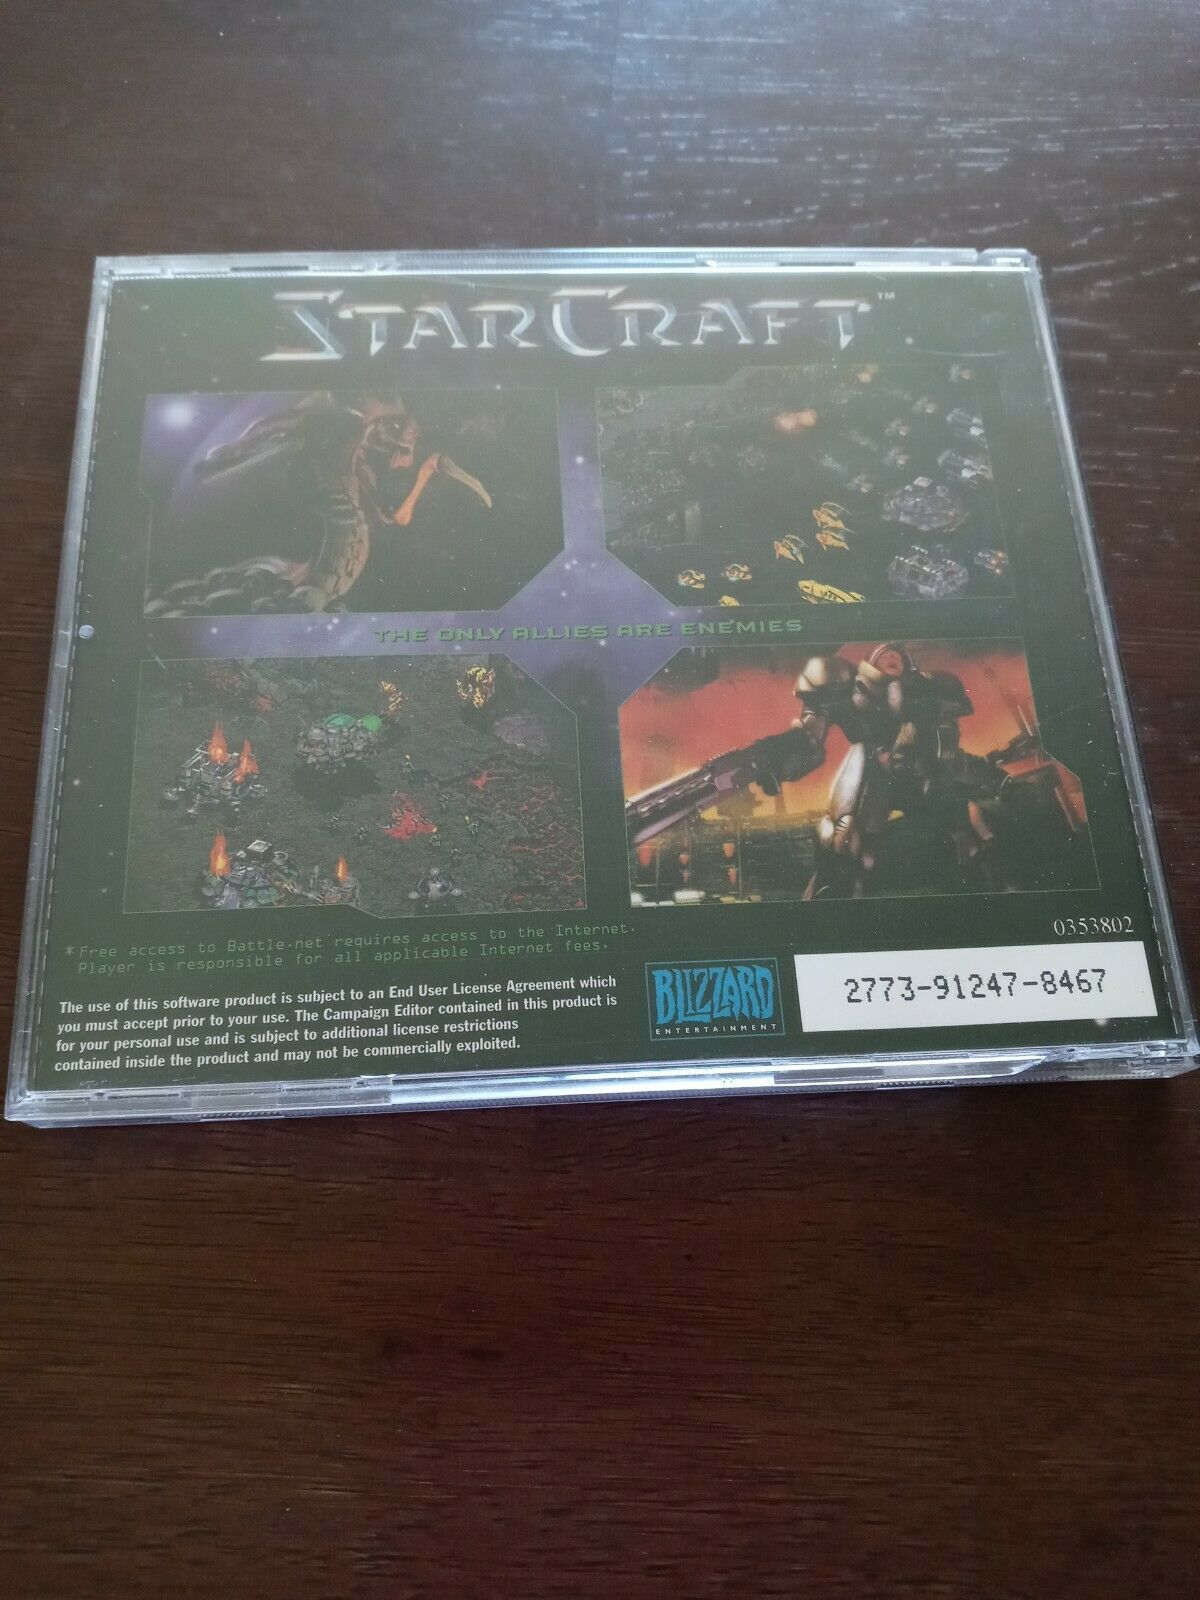 STARCRAFT™
THE ONLY ALLIES ARE ENEMIES
* Free access to Battle.net requires access to the Internet.
Player is responsible for all applicable Internet fees.
0353802
The use of this software product is subject to an End User License Agreement which
you must accept prior to your use. The Campaign Editor contained in this product is
for your personal use and is subject to additional license restrictions
contained inside the product and may not be commercially exploited.
BLIZZARD
ENTERTAINMENT
2773-91247-8467